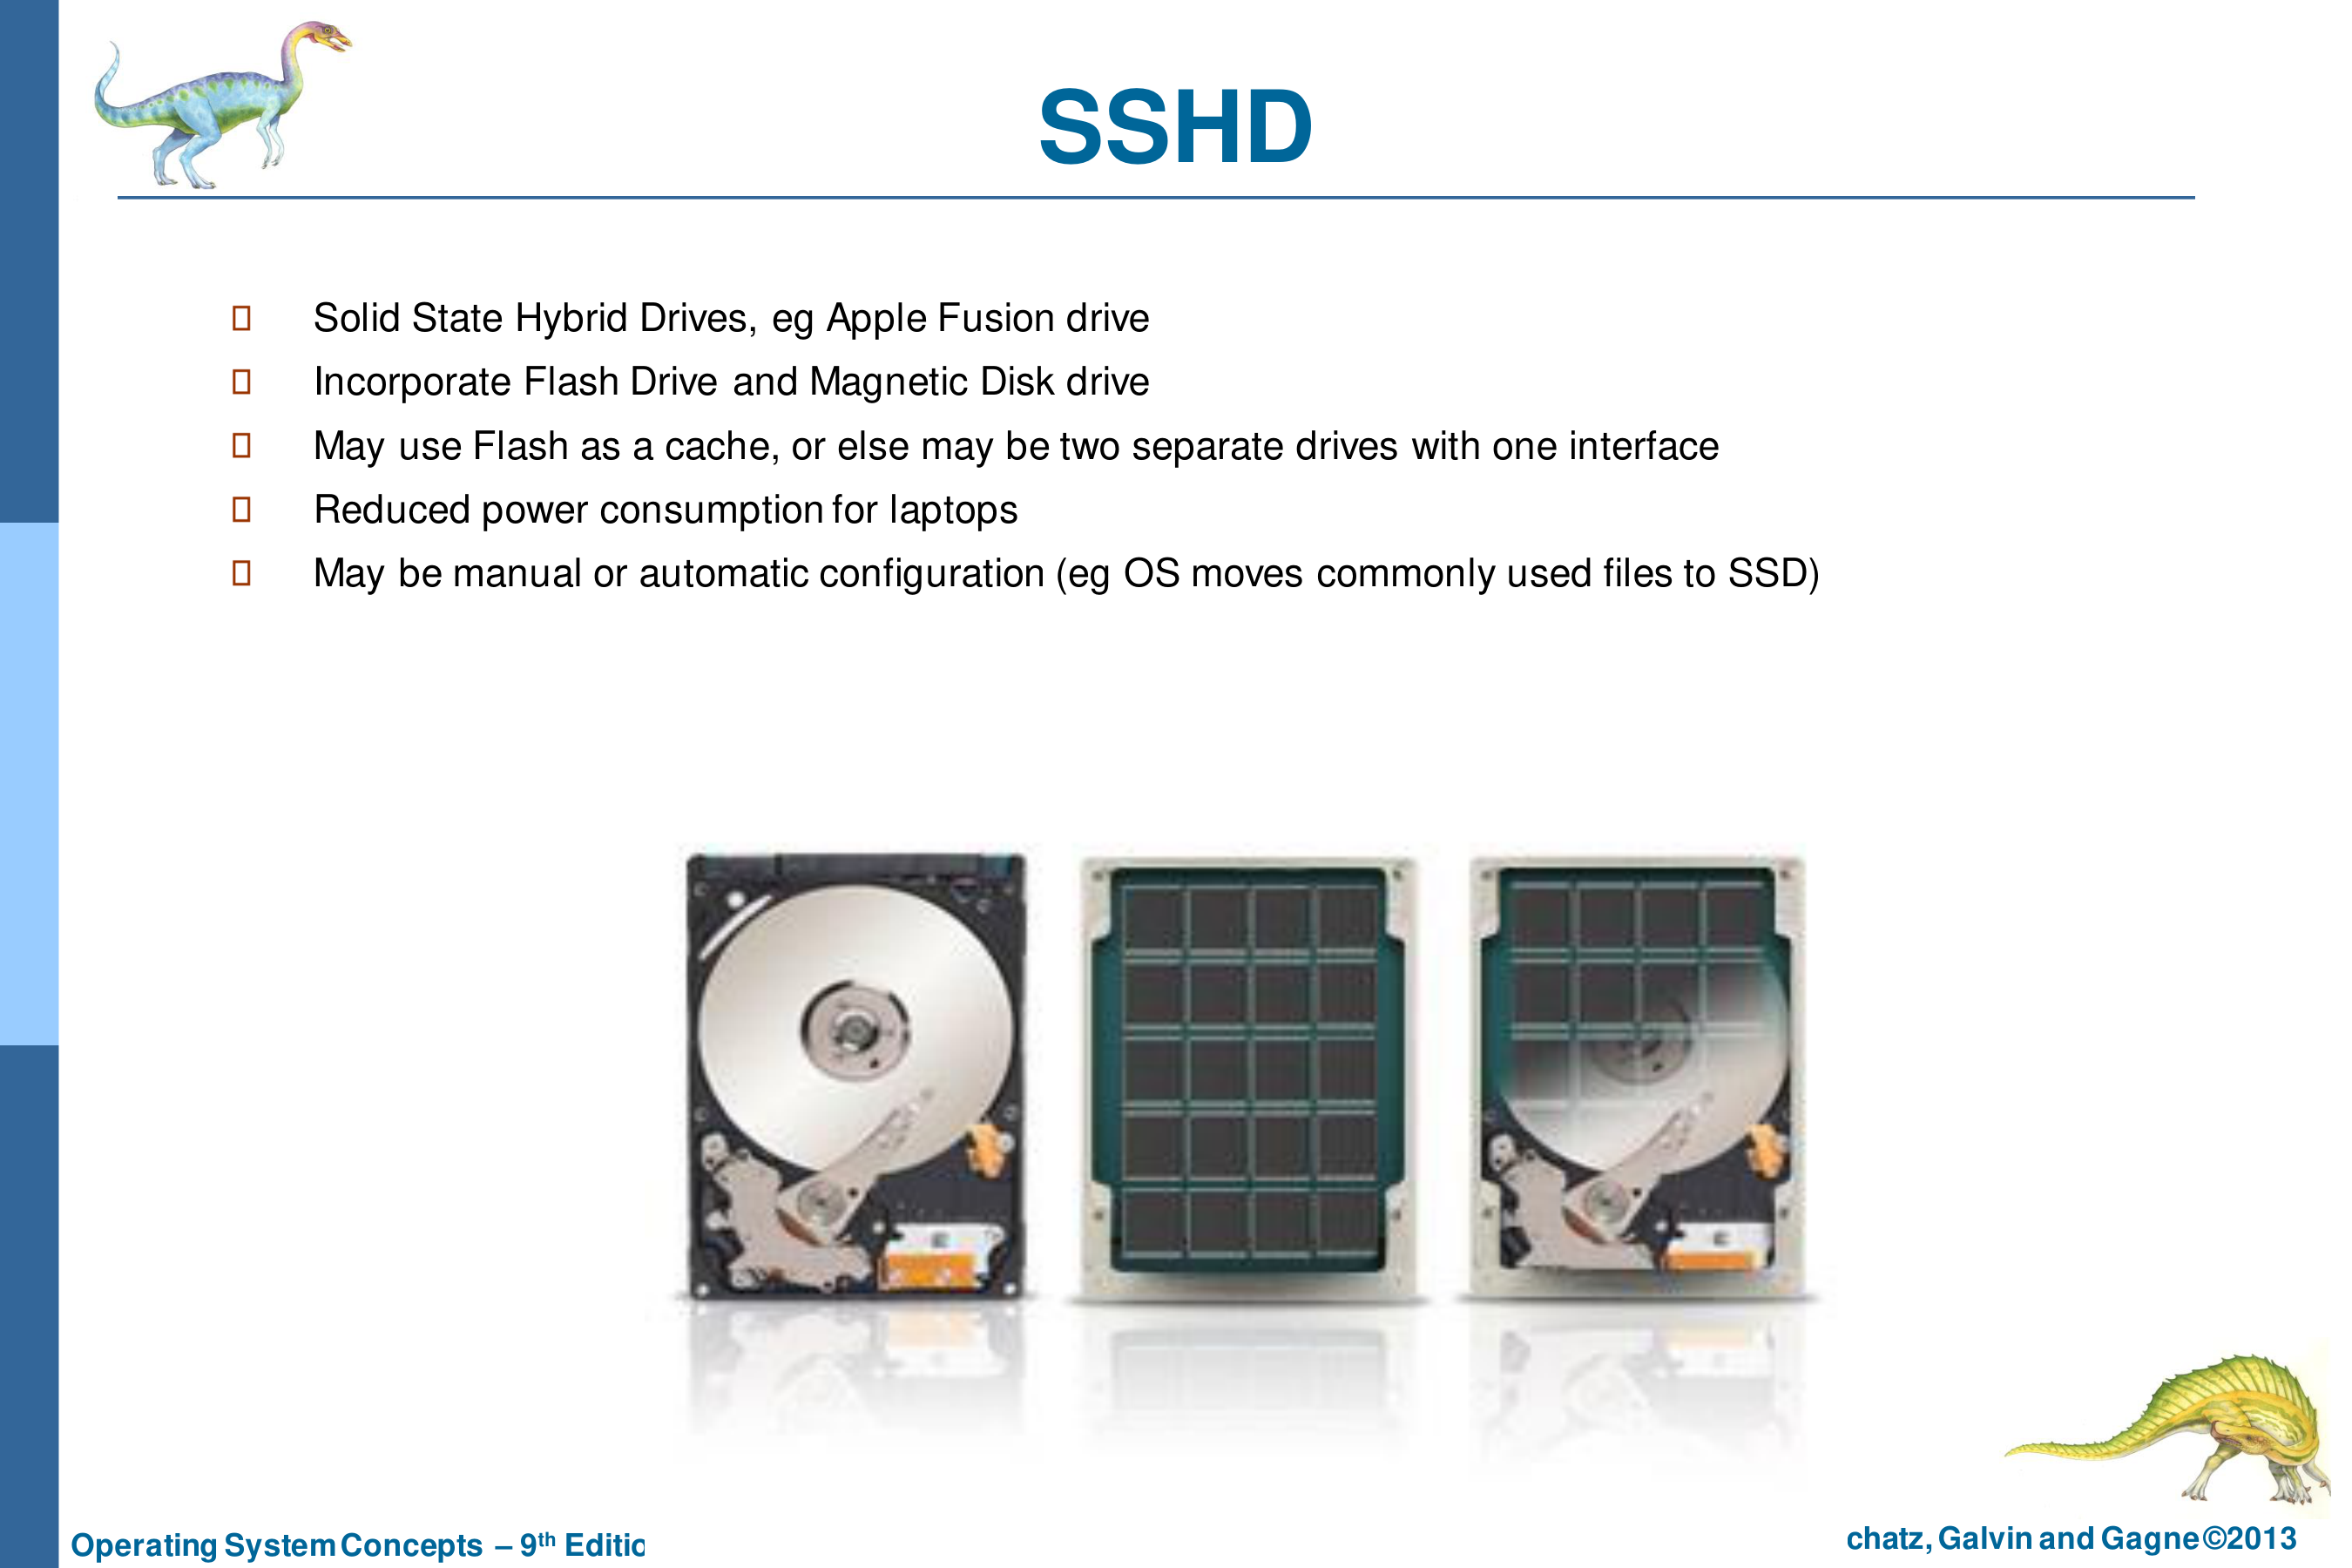 SSHD
Solid State Hybrid Drives, eg Apple Fusion drive
Incorporate Flash Drive and Magnetic Disk drive
May use Flash as a cache, or else may be two separate drives with one interface
Reduced power consumption for laptops
May be manual or automatic configuration (eg OS moves commonly used files to SSD)
Operating System Concepts – 9th Editio
chatz, Galvin and Gagne ©2013